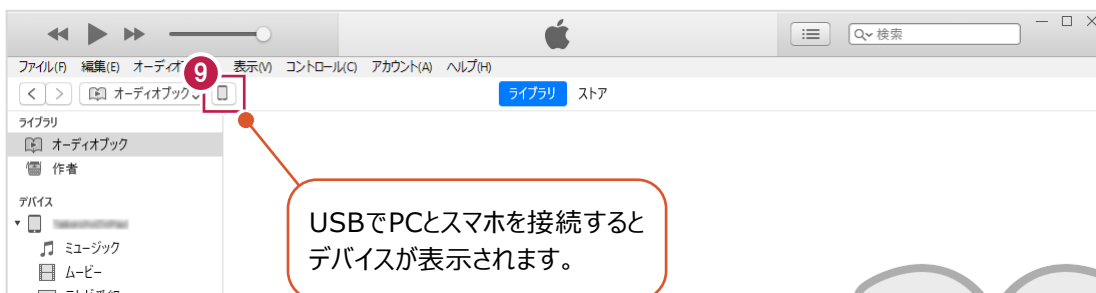 検索
ファイル(F) 編集(E) 表示(V) コントロール(C) アカウント(A) ヘルプ(H)
9
オーディオブック
ライブラリ ストア
ライブラリ
オーディオブック
作者
デバイス
ミュージック
ムービー
USBでPCとスマホを接続すると
デバイスが表示されます。